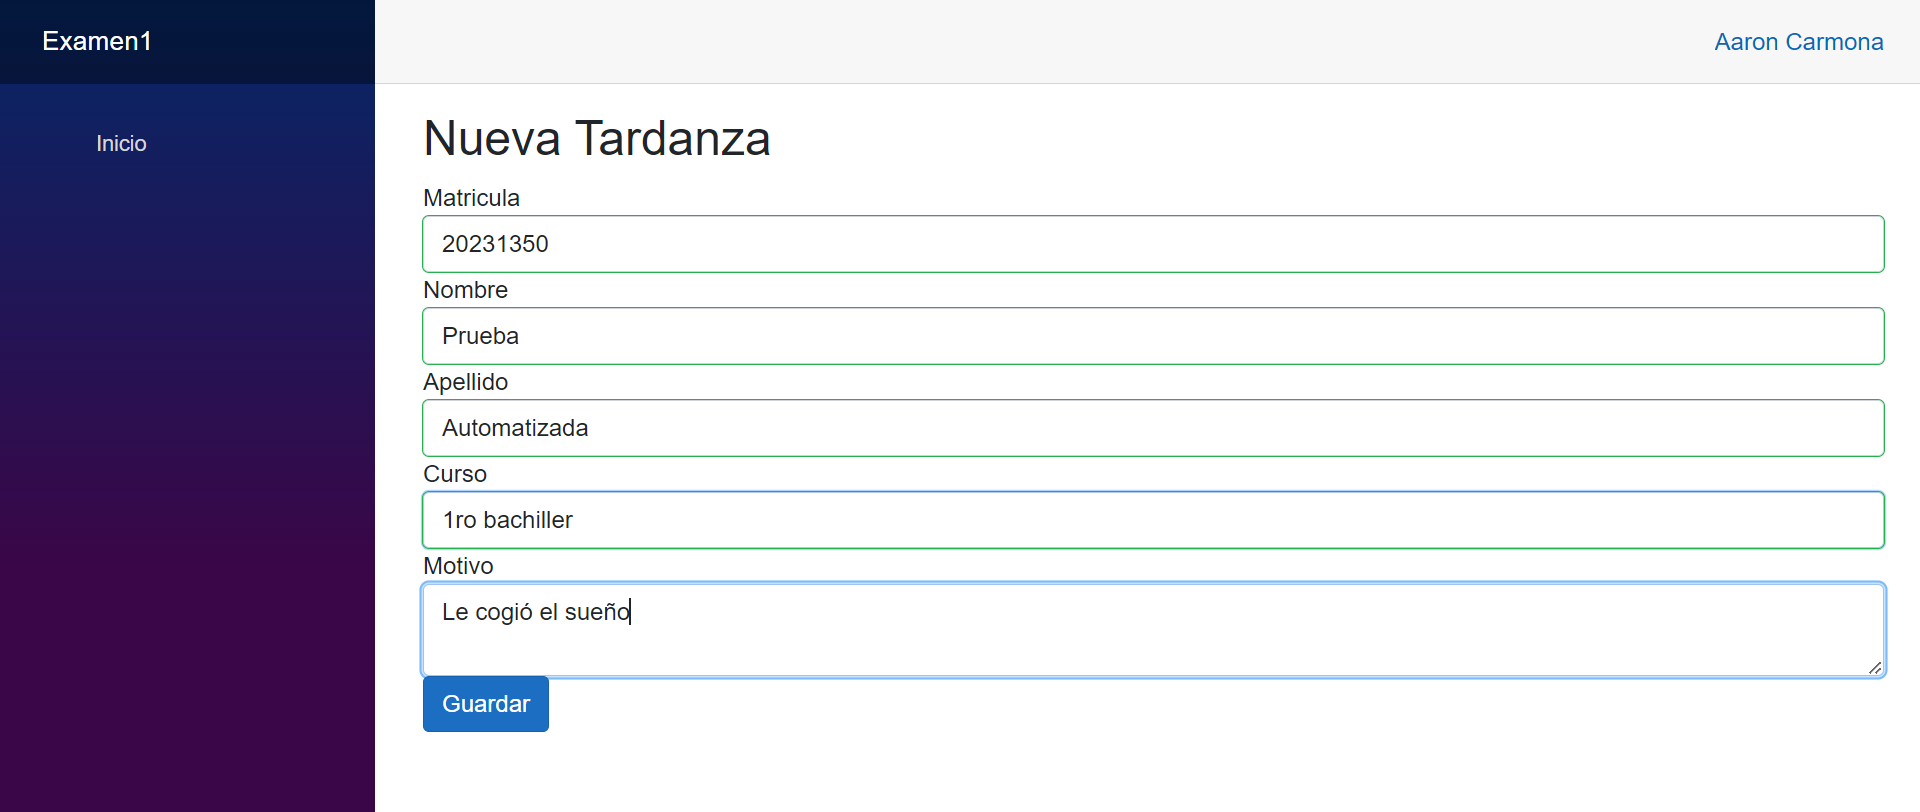 Examen1
Aaron Carmona
Inicio
Nueva Tardanza
Matricula
20231350
Nombre
Prueba
Apellido
Automatizada
Curso
1ro bachiller
Motivo
Le cogió el sueño
Guardar